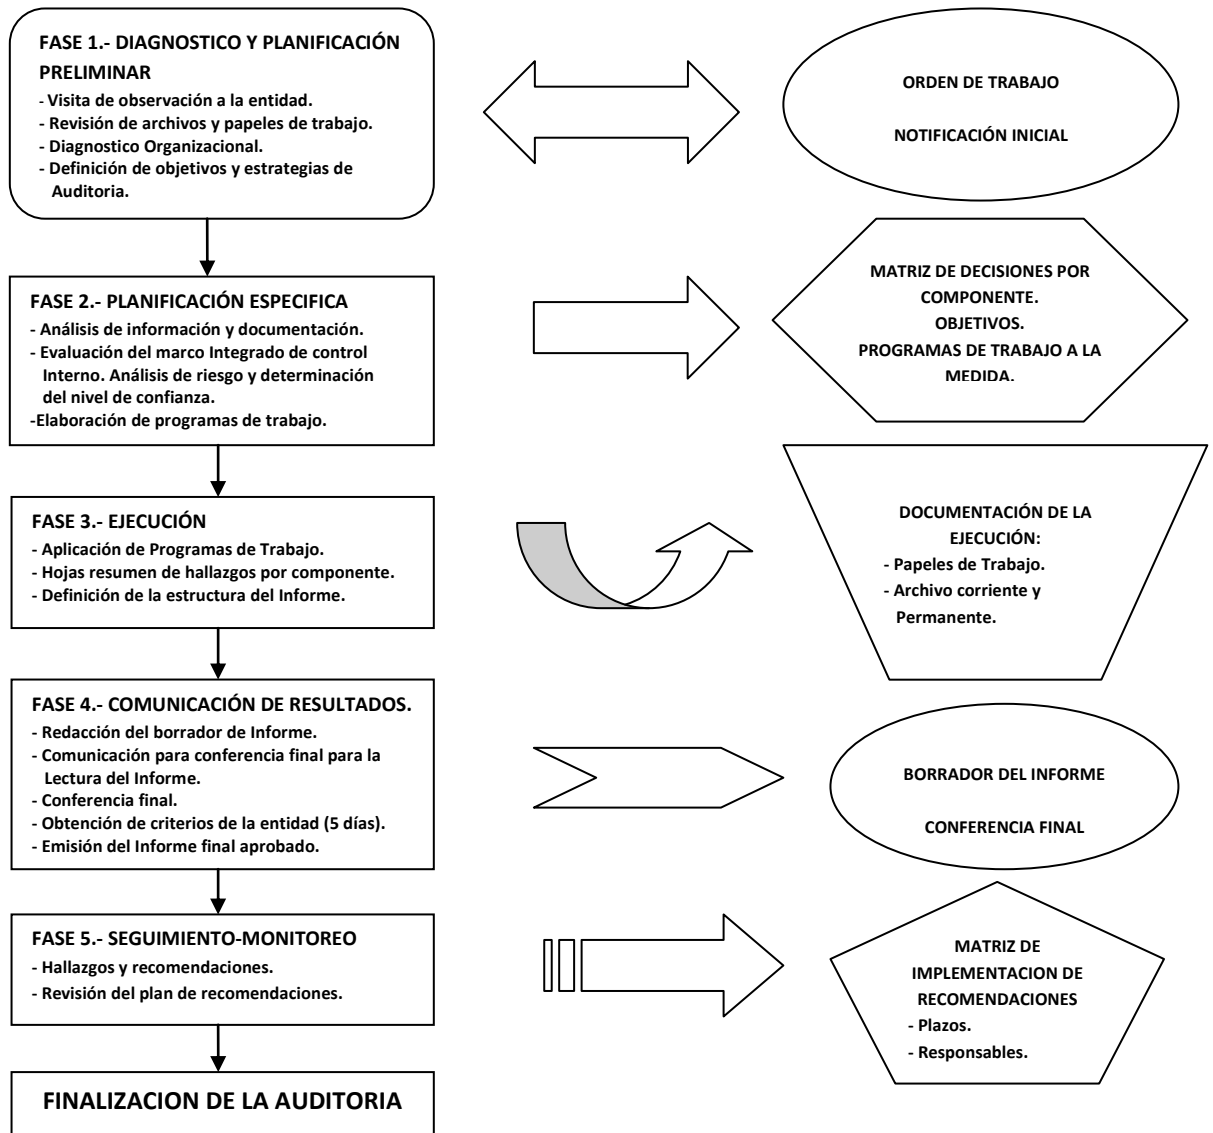 FASE 1.- DIAGNOSTICO Y PLANIFICACIÓN
PRELIMINAR
- Visita de observación a la entidad.
- Revisión de archivos y papeles de trabajo.
- Diagnostico Organizacional.
- Definición de objetivos y estrategias de
Auditoria.
ORDEN DE TRABAJO
NOTIFICACIÓN INICIAL
FASE 2.- PLANIFICACIÓN ESPECIFICA
- Análisis de información y documentación.
- Evaluación del marco Integrado de control
Interno. Análisis de riesgo y determinación
del nivel de confianza.
-Elaboración de programas de trabajo.
MATRIZ DE DECISIONES POR
COMPONENTE.
OBJETIVOS.
PROGRAMAS DE TRABAJO A LA
MEDIDA.
FASE 3.- EJECUCIÓN
- Aplicación de Programas de Trabajo.
- Hojas resumen de hallazgos por componente.
- Definición de la estructura del Informe.
DOCUMENTACIÓN DE LA
EJECUCIÓN:
- Papeles de Trabajo.
- Archivo corriente y
Permanente.
FASE 4.- COMUNICACIÓN DE RESULTADOS.
- Redacción del borrador de Informe.
- Comunicación para conferencia final para la
Lectura del Informe.
- Conferencia final.
- Obtención de criterios de la entidad (5 días).
- Emisión del Informe final aprobado.
BORRADOR DEL INFORME
CONFERENCIA FINAL
FASE 5.- SEGUIMIENTO-MONITOREO
- Hallazgos y recomendaciones.
- Revisión del plan de recomendaciones.
MATRIZ DE
IMPLEMENTACION DE
RECOMENDACIONES
- Plazos.
- Responsables.
FINALIZACION DE LA AUDITORIA